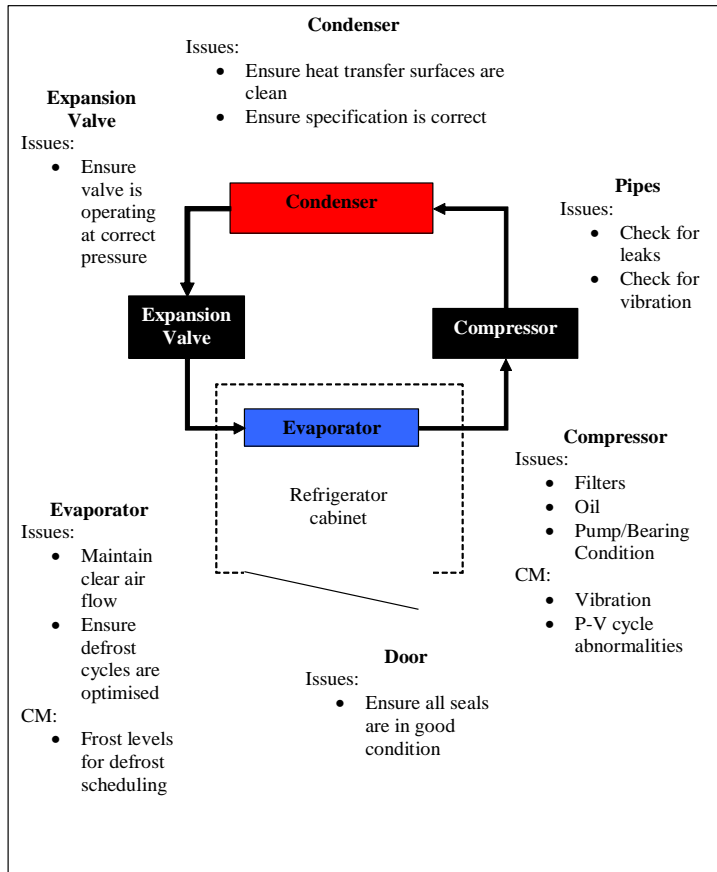 Condenser
Issues:
• Ensure heat transfer surfaces are
clean
• Ensure specification is correct
Expansion
Valve
Issues:
• Ensure
valve is
operating
at correct
pressure
Pipes
Issues:
• Check for
leaks
• Check for
vibration
Condenser
Expansion
Valve
Compressor
Evaporator
Refrigerator
cabinet
Compressor
Issues:
• Filters
• Oil
• Pump/Bearing
Condition
CM:
• Vibration
• P-V cycle
abnormalities
Evaporator
Issues:
• Maintain
clear air
flow
• Ensure
defrost
cycles are
optimised
CM:
• Frost levels
for defrost
scheduling
Door
Issues:
• Ensure all seals
are in good
condition